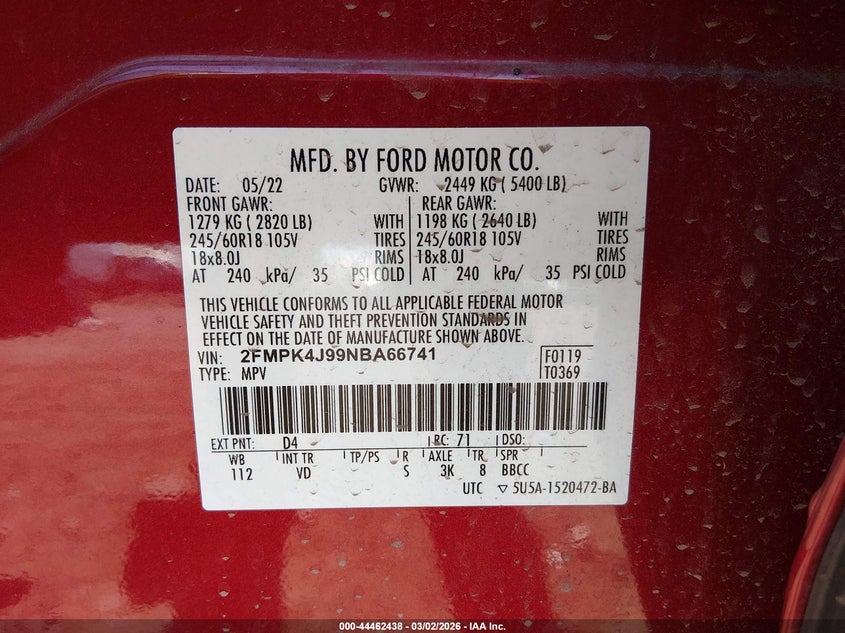 MFD. BY FORD MOTOR CO.
DATE: 05/22 GVWR: 2449 KG ( 5400 LB)
FRONT GAWR: REAR GAWR:
1279 KG ( 2820 LB) WITH 1198 KG ( 2640 LB) WITH
245/60R18 105V TIRES 245/60R18 105V TIRES
18x8.0J RIMS 18x8.0J RIMS
AT 240 kPa/ 35 PSI COLD AT 240 kPa/ 35 PSI COLD
THIS VEHICLE CONFORMS TO ALL APPLICABLE FEDERAL MOTOR
VEHICLE SAFETY AND THEFT PREVENTION STANDARDS IN
EFFECT ON THE DATE OF MANUFACTURE SHOWN ABOVE.
VIN: 2FMPK4J99NBA66741 F0119
TYPE: MPV T0369
EXT PNT: D4 RC: 71 DSO:
WB INT TR TP/PS R AXLE TR SPR
112 VD S 3K 8 BBCC
UTC ▽ 5U5A-1520472-BA
000-44462438 - 03/02/2026 - IAA Inc.